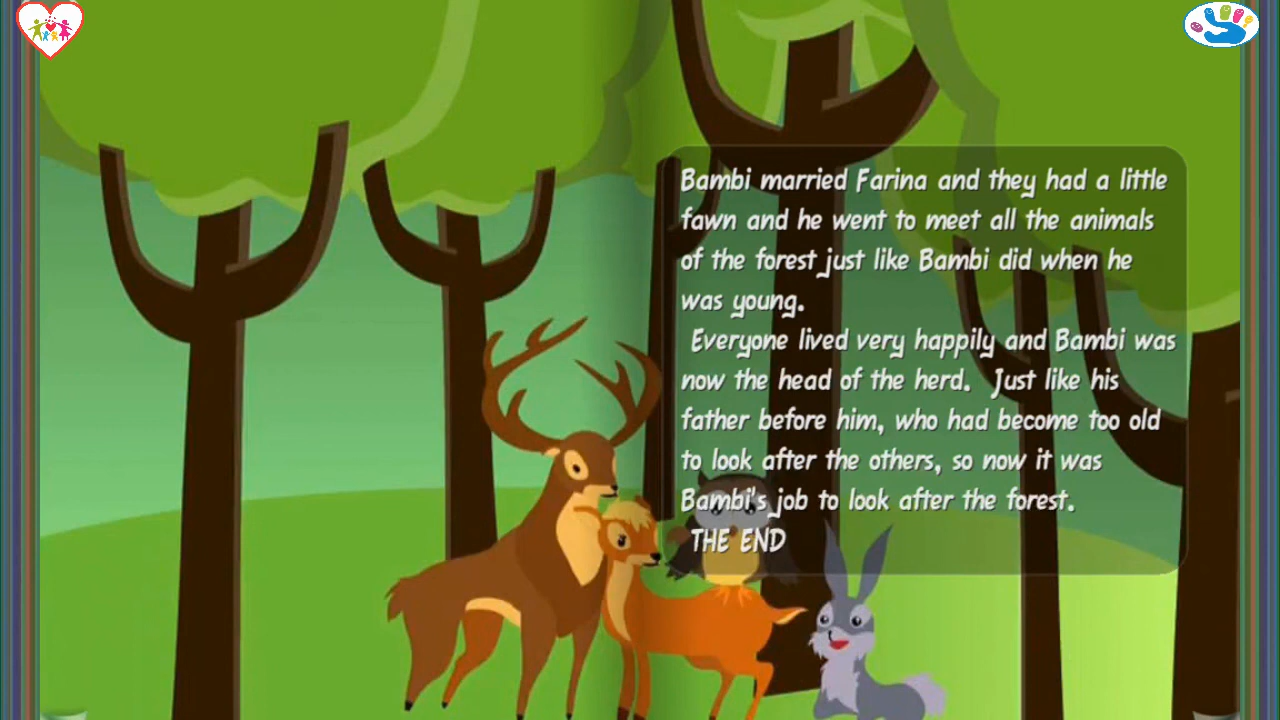 Bambi married Farina and they had a little
fawn and he went to meet all the animals
of the forest just like Bambi did when he
was young.
Everyone lived very happily and Bambi was
now the head of the herd. Just like his
father before him, who had become too old
to look after the others, so now it was
Bambi's job to look after the forest.
THE END